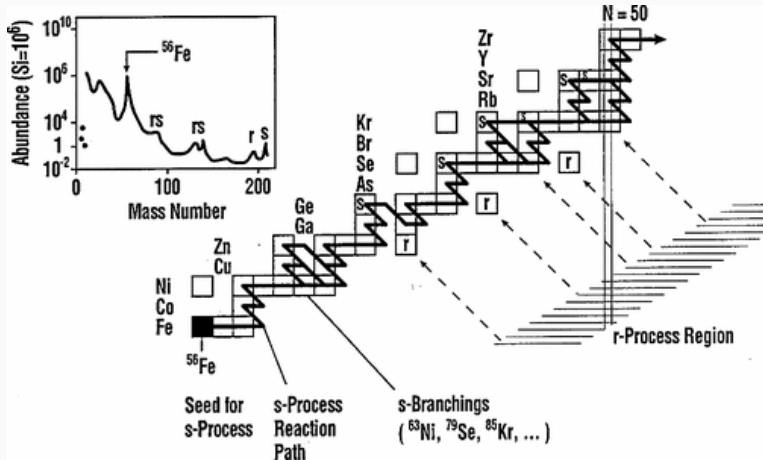 Abundance (Si=10⁶)
10¹⁰
10⁶
10⁴
1
10⁻²
⁵⁶Fe
rs
rs
r
s
0
100
200
Mass Number
N = 50
Zr
Y
Sr
Rb
Kr
Br
Se
As
Ge
Ga
Zn
Cu
Ni
Co
Fe
s
s
s
s
s
s
s
r
r
r
⁵⁶Fe
r-Process Region
Seed for
s-Process
s-Process
Reaction
Path
s-Branchings
( ⁶³Ni, ⁷⁹Se, ⁸⁵Kr, ... )